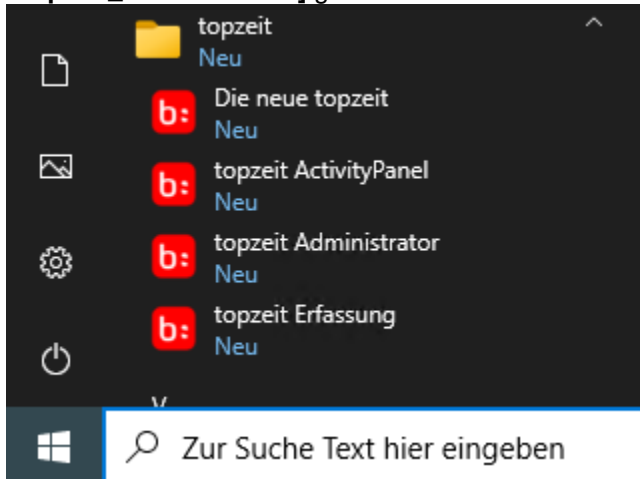 topzeit
Neu
b:
Die neue topzeit
Neu
b:
topzeit ActivityPanel
Neu
b:
topzeit Administrator
Neu
b:
topzeit Erfassung
Neu
Zur Suche Text hier eingeben